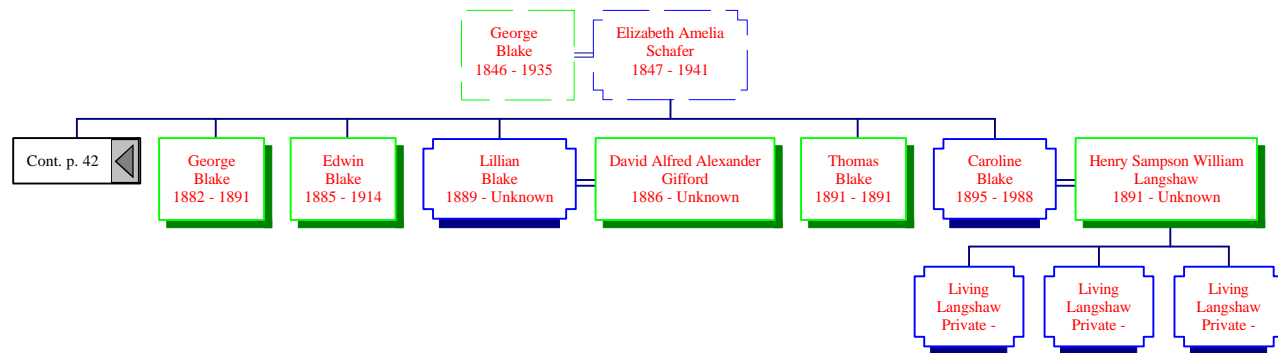 George
Blake
1846 - 1935
Elizabeth Amelia
Schafer
1847 - 1941
Cont. p. 42
George
Blake
1882 - 1891
Edwin
Blake
1885 - 1914
Lillian
Blake
1889 - Unknown
David Alfred Alexander
Gifford
1886 - Unknown
Thomas
Blake
1891 - 1891
Caroline
Blake
1895 - 1988
Henry Sampson William
Langshaw
1891 - Unknown
Living
Langshaw
Private -
Living
Langshaw
Private -
Living
Langshaw
Private -